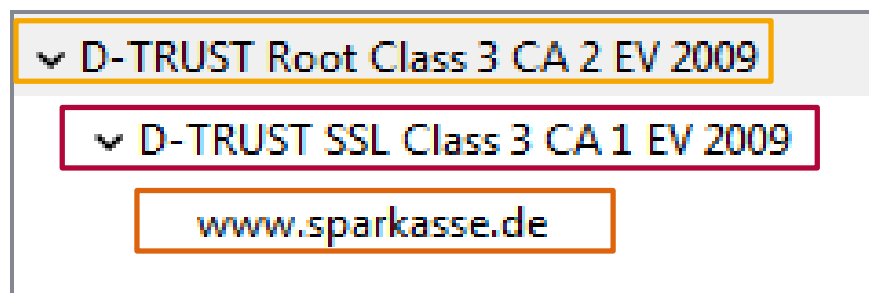 D-TRUST Root Class 3 CA 2 EV 2009
D-TRUST SSL Class 3 CA 1 EV 2009
www.sparkasse.de